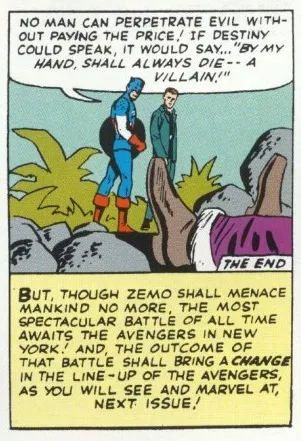 NO MAN CAN PERPETRATE EVIL WITH-
OUT PAYING THE PRICE! IF DESTINY
COULD SPEAK, IT WOULD SAY..."BY MY
HAND, SHALL ALWAYS DIE-- A
VILLAIN!"
THE END
BUT, THOUGH ZEMO SHALL MENACE
MANKIND NO MORE, THE MOST
SPECTACULAR BATTLE OF ALL TIME
AWAITS THE AVENGERS IN NEW
YORK! AND, THE OUTCOME OF
THAT BATTLE SHALL BRING A CHANGE
IN THE LINE-UP OF THE AVENGERS,
AS YOU WILL SEE AND MARVEL AT,
NEXT ISSUE!